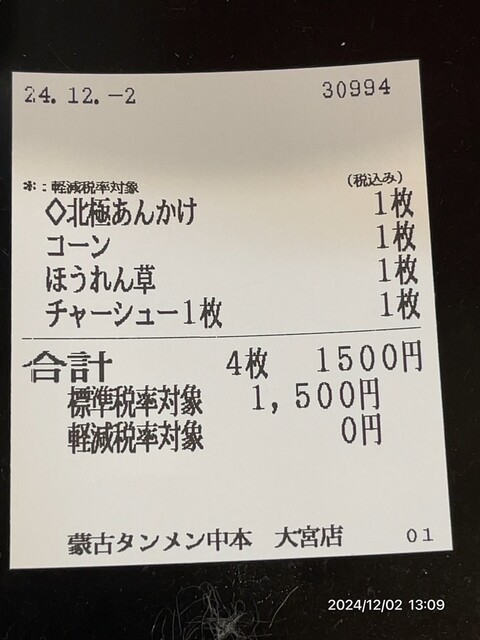 24.12.-2 30994
*：軽減税率対象 (税込み)
◇北極あんかけ 1枚
コーン 1枚
ほうれん草 1枚
チャーシュー1枚 1枚
合計 4枚 1500円
標準税率対象 1,500円
軽減税率対象 0円
蒙古タンメン中本 大宮店 01
2024/12/02 13:09